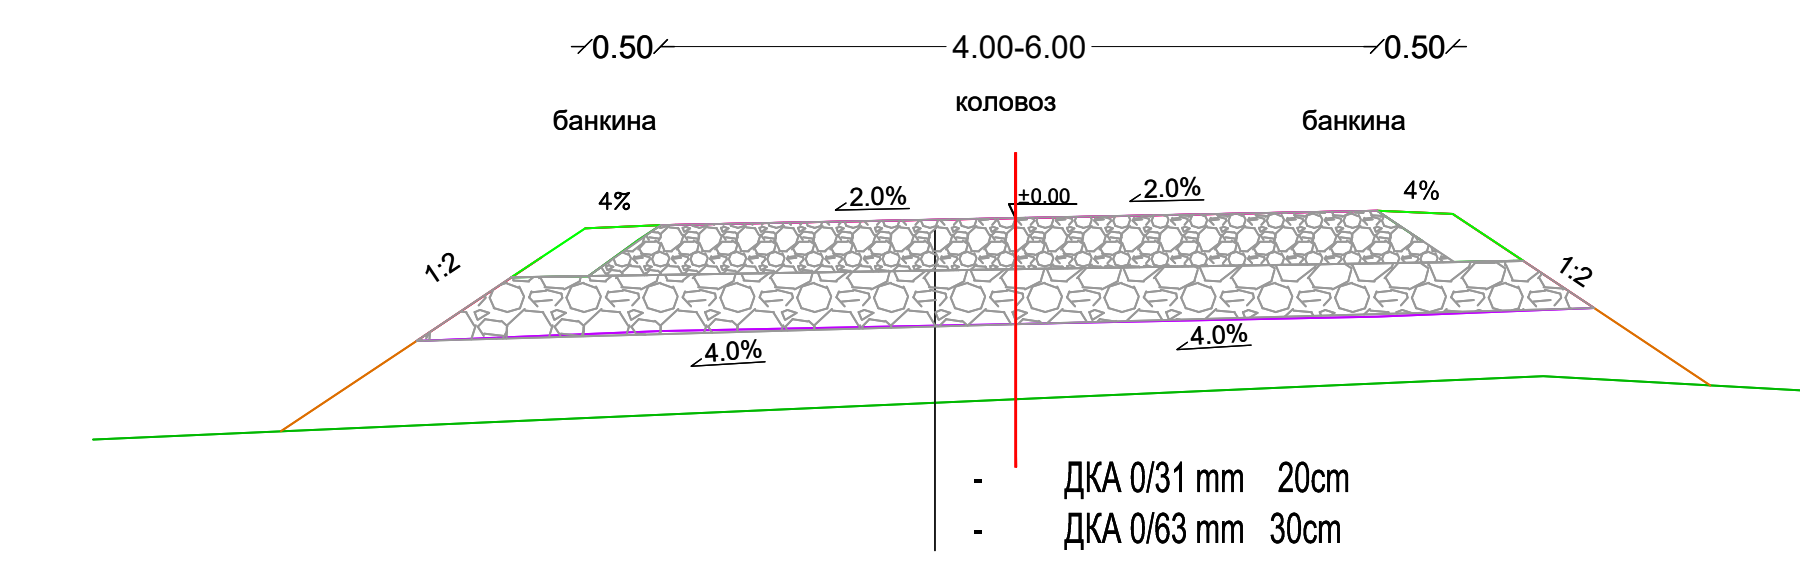 0.50 4.00-6.00 0.50
коловоз
банкина банкина
4% 2.0% ±0.00 2.0% 4%
1:2 1:2
4.0% 4.0%
- ДКА 0/31 mm 20cm
- ДКА 0/63 mm 30cm